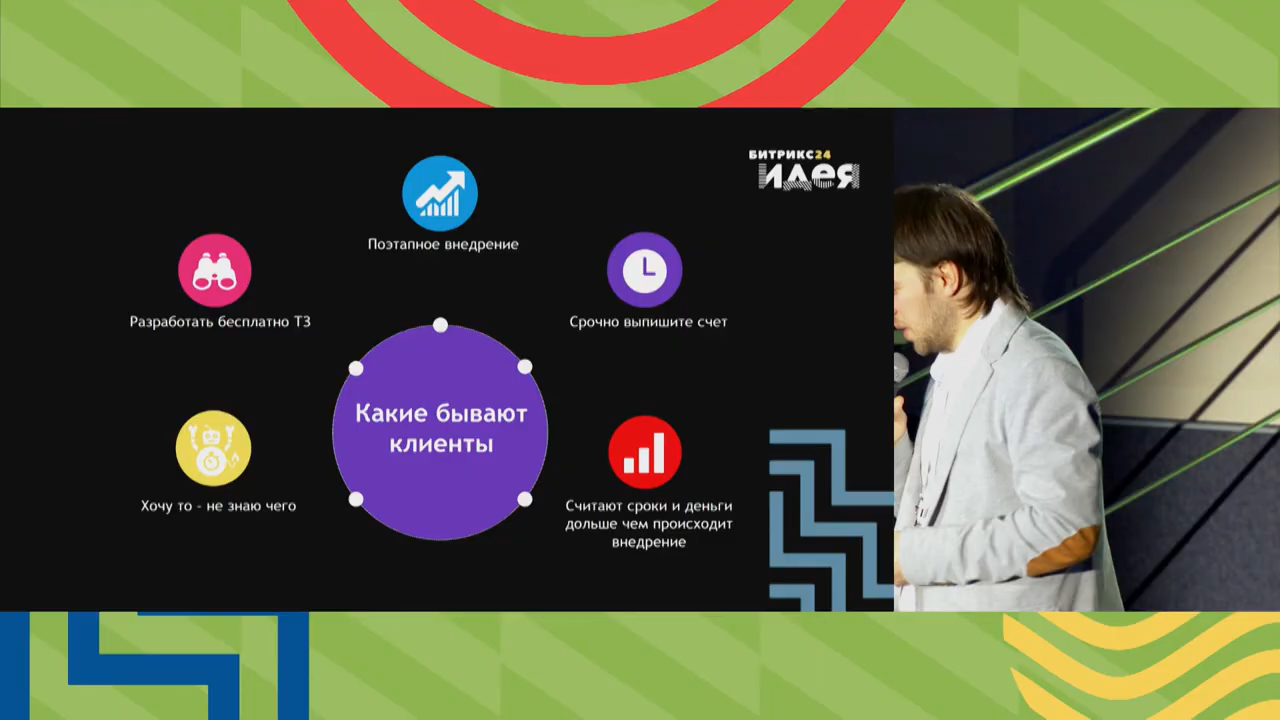 БИТРИКС24
идея
Поэтапное внедрение
Разработать бесплатно ТЗ
Срочно выпишите счет
Какие бывают
клиенты
Хочу то - не знаю чего
Считают сроки и деньги
дольше чем происходит
внедрение